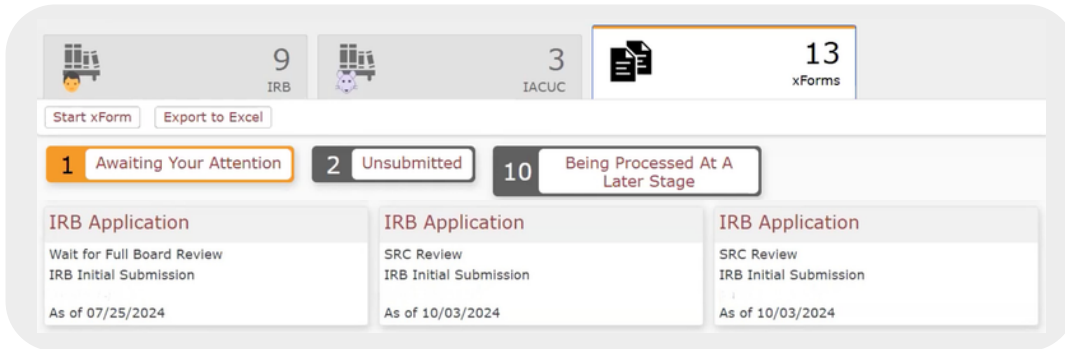 9
IRB
3
IACUC
13
xForms
Start xForm
Export to Excel
1 Awaiting Your Attention
2 Unsubmitted
10 Being Processed At A
Later Stage
IRB Application
Wait for Full Board Review
IRB Initial Submission
As of 07/25/2024
IRB Application
SRC Review
IRB Initial Submission
As of 10/03/2024
IRB Application
SRC Review
IRB Initial Submission
As of 10/03/2024